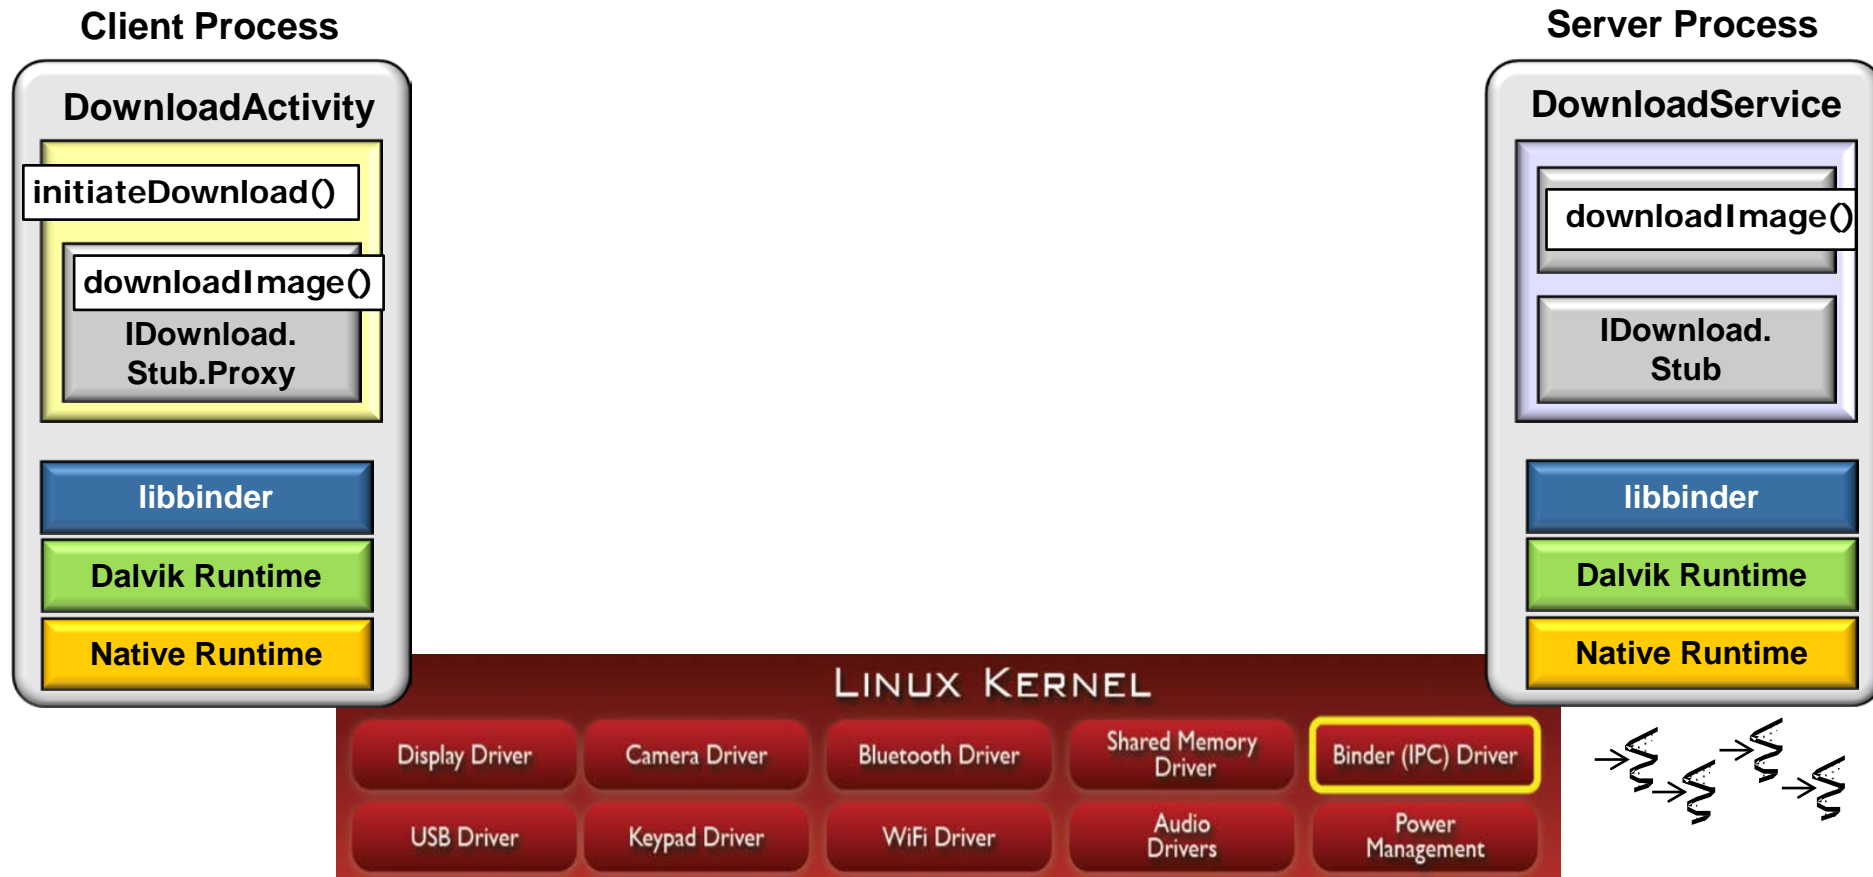 Client Process
DownloadActivity
initiateDownload()
downloadImage()
IDownload.
Stub.Proxy
libbinder
Dalvik Runtime
Native Runtime
Server Process
DownloadService
downloadImage()
IDownload.
Stub
libbinder
Dalvik Runtime
Native Runtime
LINUX KERNEL
Display Driver
Camera Driver
Bluetooth Driver
Shared Memory
Driver
Binder (IPC) Driver
USB Driver
Keypad Driver
WiFi Driver
Audio
Drivers
Power
Management